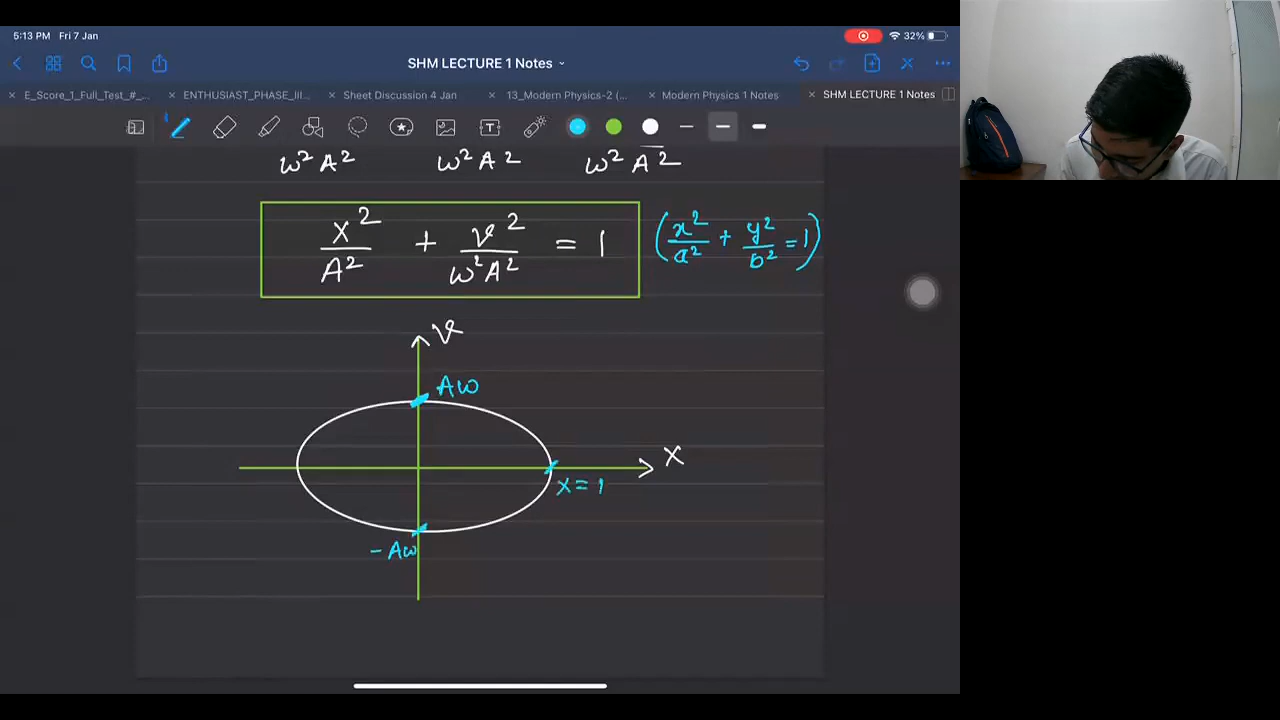 5:13 PM Fri 7 Jan
32%
SHM LECTURE 1 Notes
E_Score_1_Full_Test_#_...
ENTHUSIAST_PHASE_III...
Sheet Discussion 4 Jan
13_Modern Physics-2 (...
Modern Physics 1 Notes
SHM LECTURE 1 Notes
ω²A² ω²A² ω²A²
x²/A² + v²/ω²A² = 1 (x²/a² + y²/b² = 1)
v
Aω
x
x = 1
-Aω